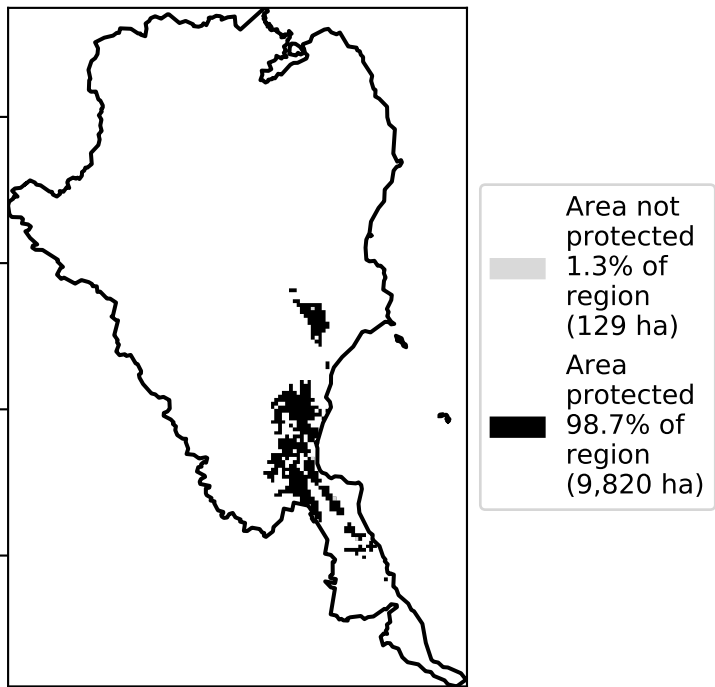 Area not
protected
1.3% of
region
(129 ha)
Area
protected
98.7% of
region
(9,820 ha)